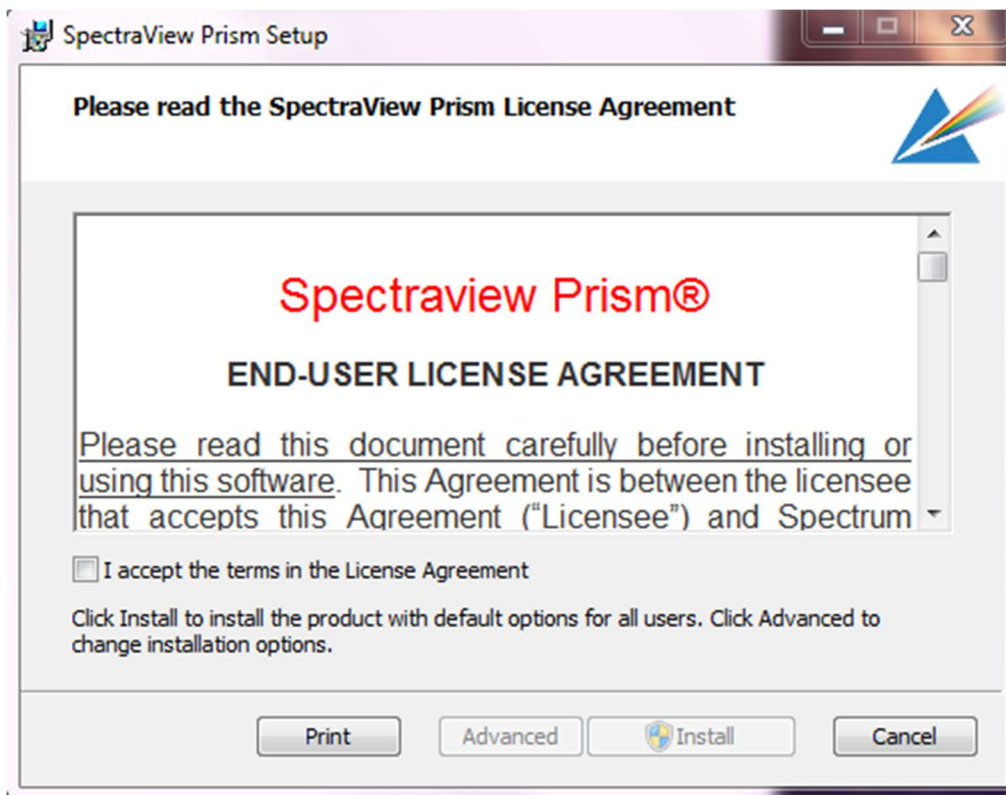 SpectraView Prism Setup
Please read the SpectraView Prism License Agreement
Spectraview Prism®
END-USER LICENSE AGREEMENT
Please read this document carefully before installing or
using this software. This Agreement is between the licensee
that accepts this Agreement (“Licensee”) and Spectrum
I accept the terms in the License Agreement
Click Install to install the product with default options for all users. Click Advanced to
change installation options.
Print
Advanced
Install
Cancel